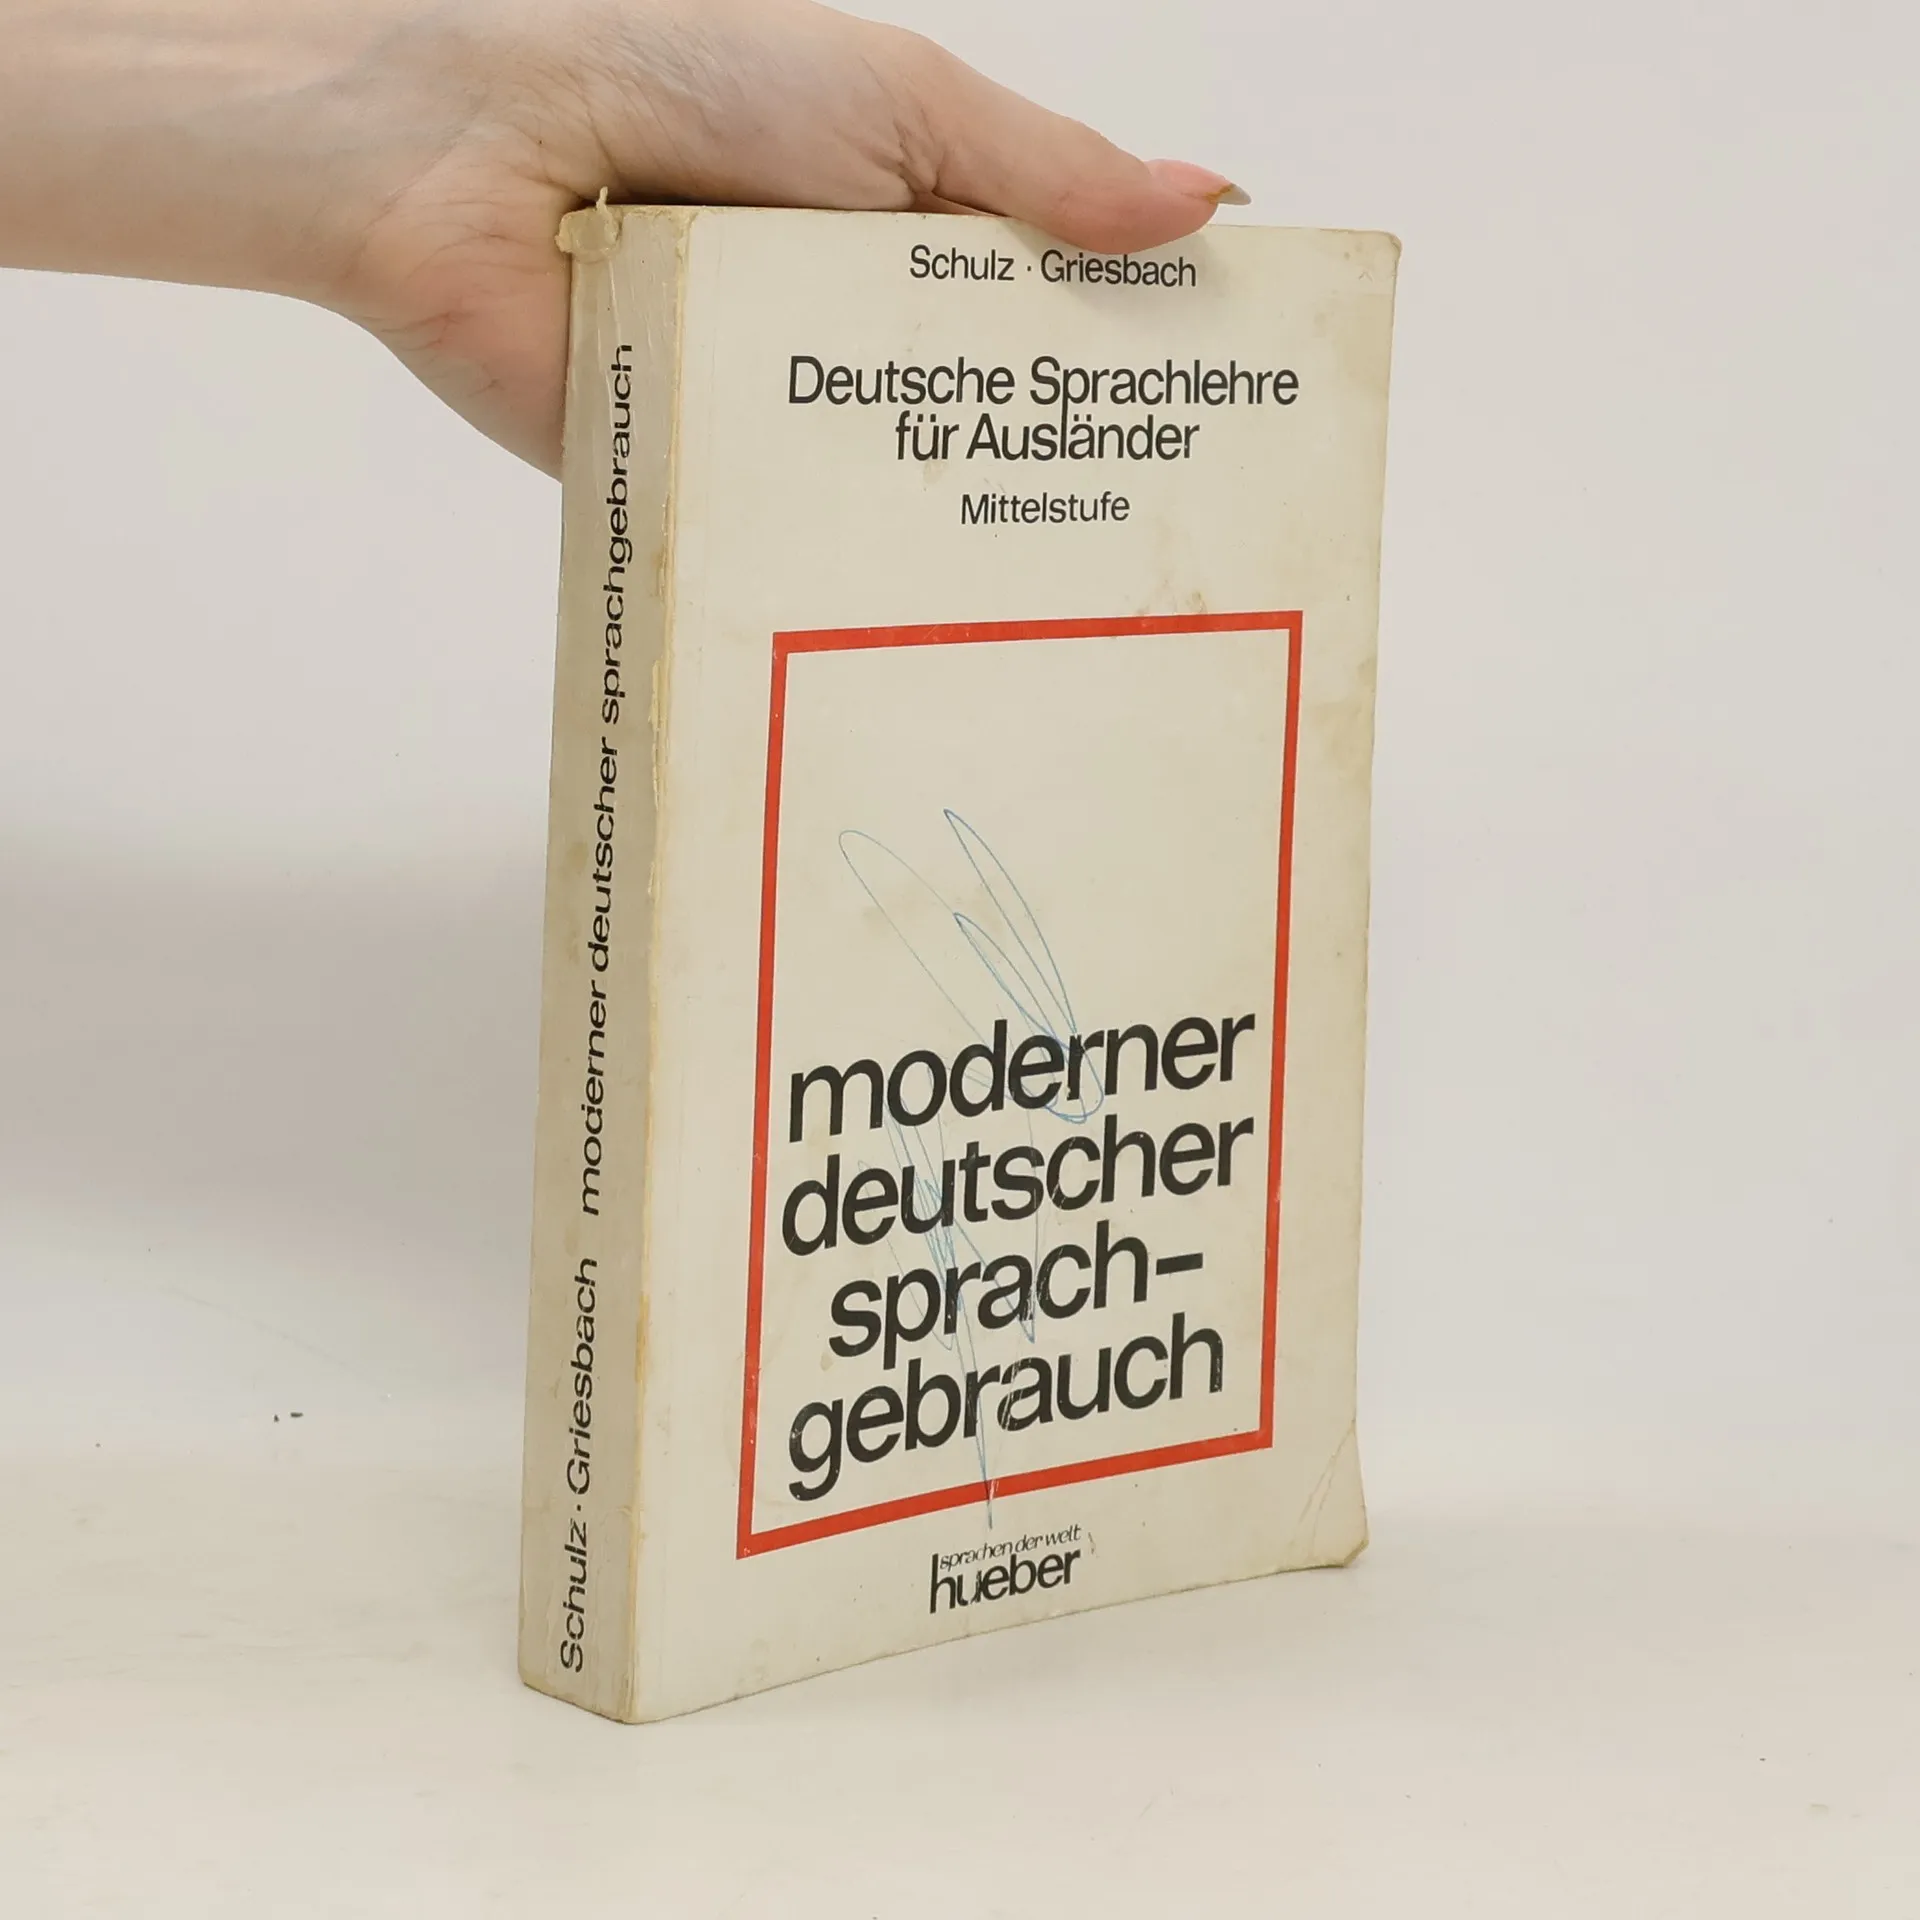 Schulz · Griesbach
Deutsche Sprachlehre
für Ausländer
Mittelstufe
moderner
deutscher
sprach-
gebrauch
sprachen der welt
hueber
Schulz · Griesbach moderner deutscher sprachgebrauch